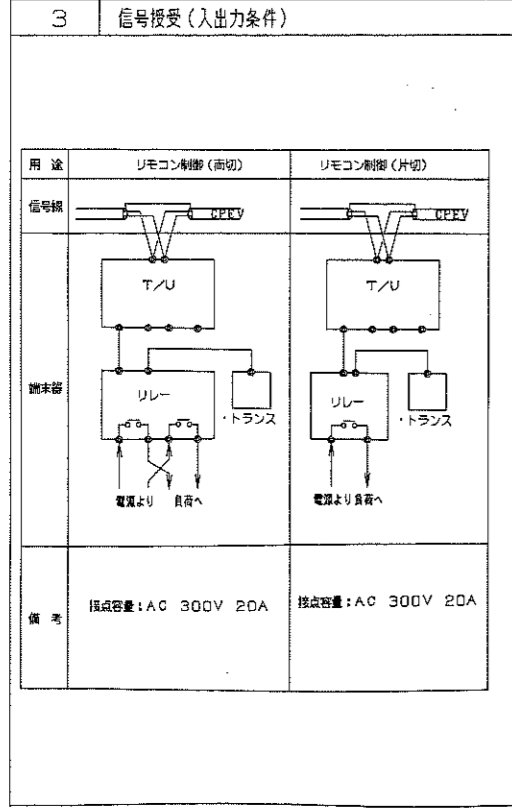 3 信号授受(入出力条件)
用途 リモコン制御(両切) リモコン制御(片切)
信号線 CPEV CPEV
T/U T/U
端末器 リレー ・トランス リレー ・トランス
電源より 負荷へ 電源より 負荷へ
備考 接点容量:AC 300V 20A 接点容量:AC 300V 20A